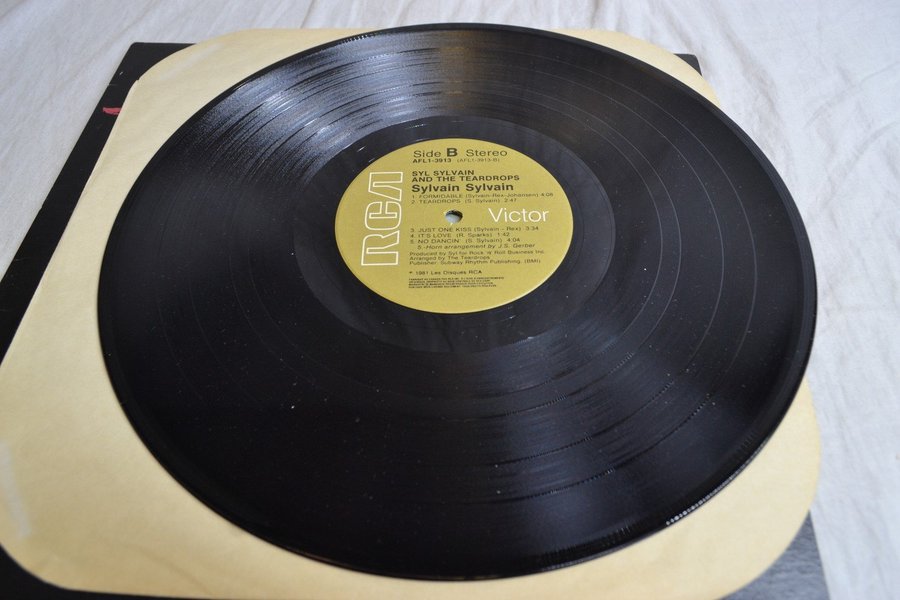 Side B Stereo
AFL1-3913 (AFL1-3913-B)
SYL SYLVAIN
AND THE TEARDROPS
Sylvain Sylvain
1. FORMIDABLE (Sylvain-Rex-Johansen) 4:08
2. TEARDROPS (S. Sylvain) 2:47
RCA Victor
3. JUST ONE KISS (Sylvain - Rex) 3:34
4. IT'S LOVE (R. Sparks) 1:42
5. NO DANCIN' (S. Sylvain) 4:04
5.-Horn arrangement by J.S. Gerber
Produced by Syl for Rock 'n' Roll Business Inc.
Arranged by The Teardrops
Publisher: Subway Rhythm Publishing, (BMI)
1981 Les Disques RCA